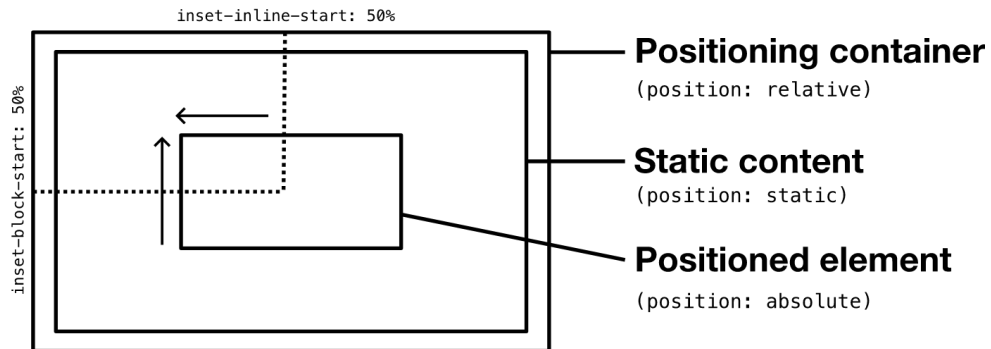 inset-inline-start: 50%
inset-block-start: 50%
Positioning container
(position: relative)
Static content
(position: static)
Positioned element
(position: absolute)